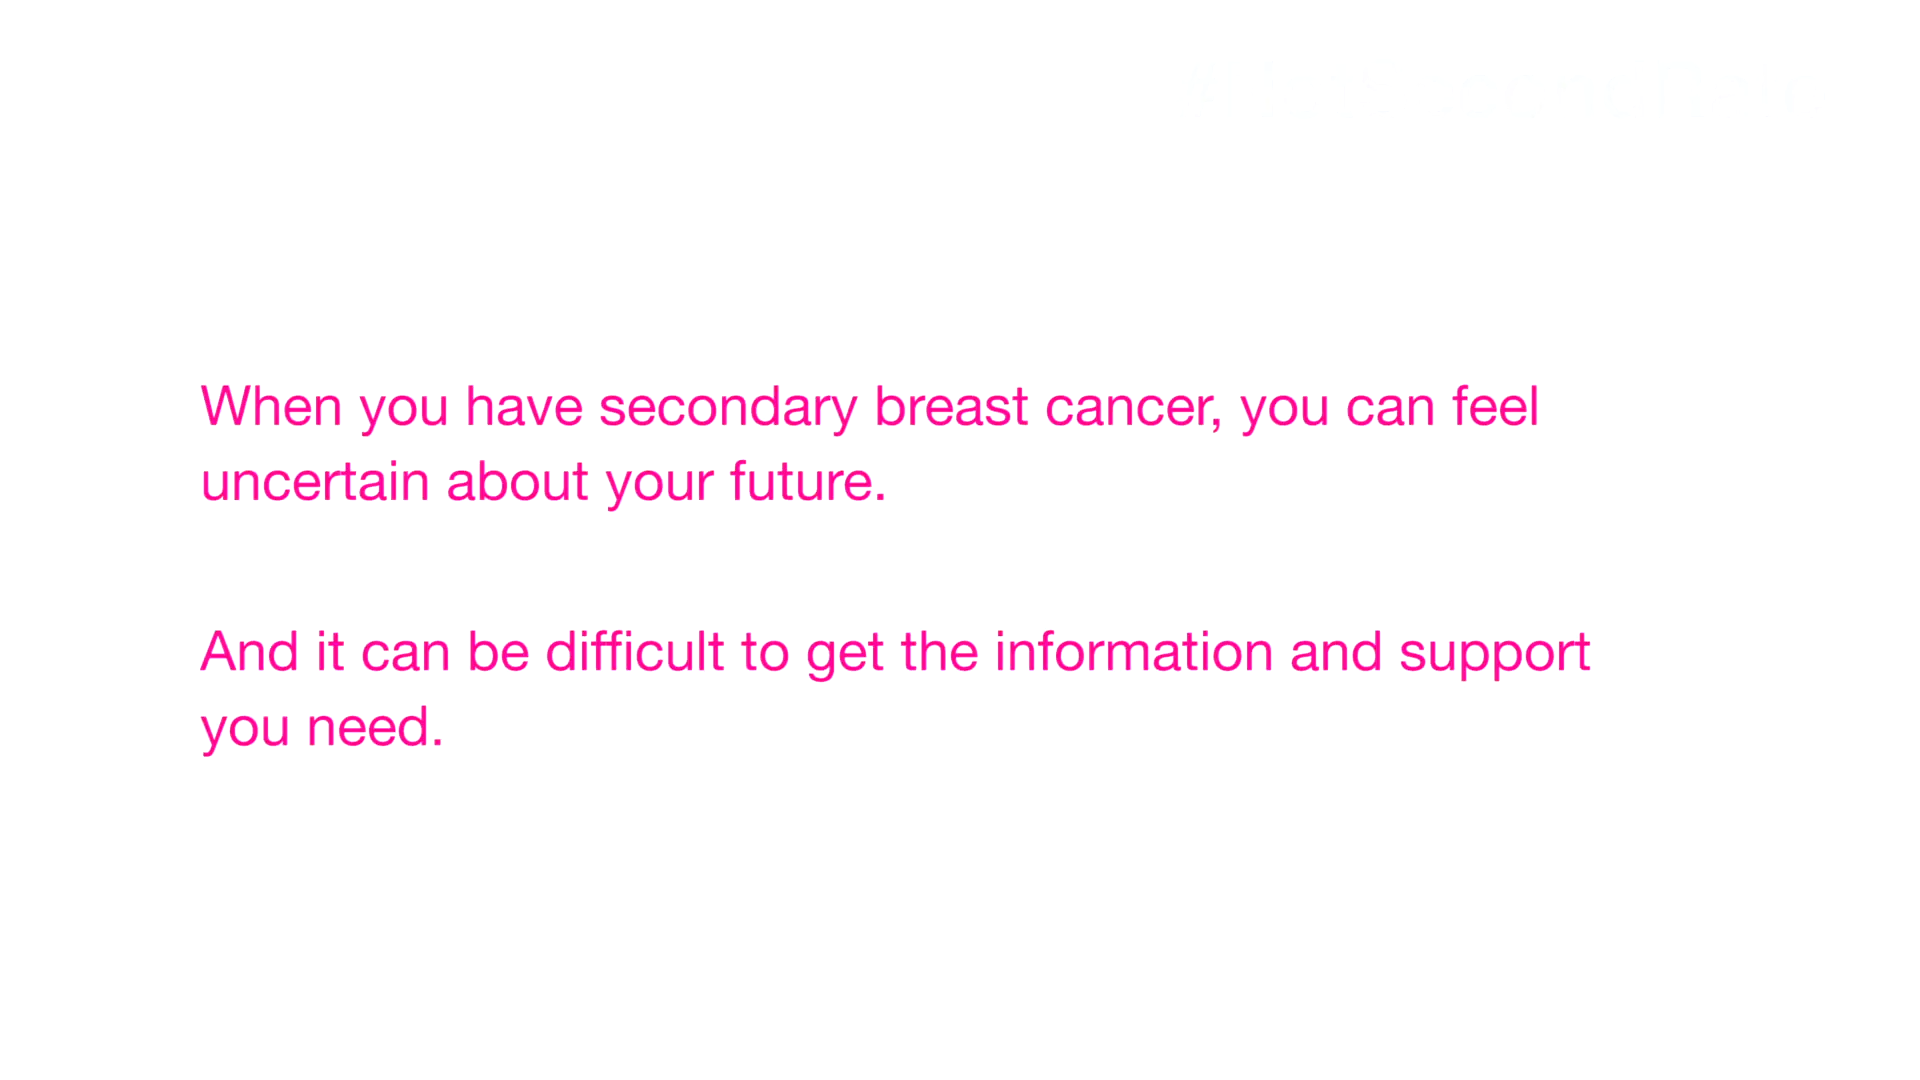 When you have secondary breast cancer, you can feel
uncertain about your future.
And it can be difficult to get the information and support
you need.